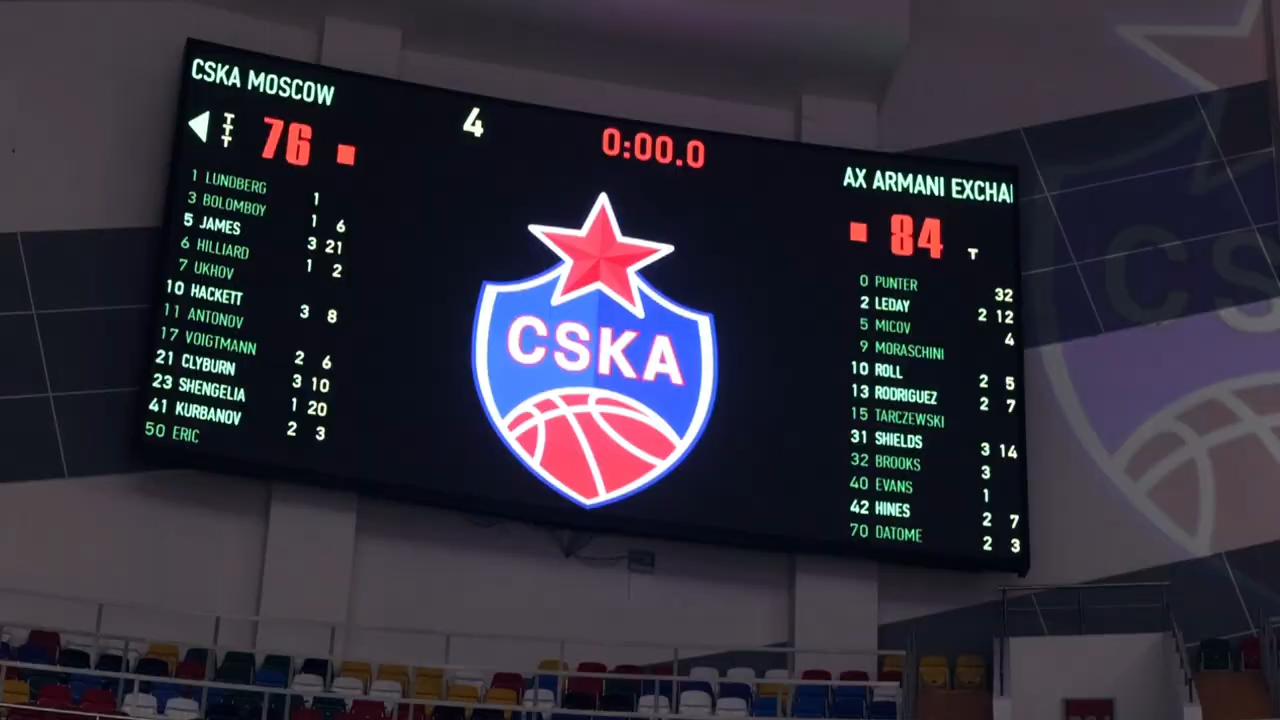 CSKA MOSCOW
4
0:00.0
T
T
T
76
1 LUNDBERG 1
3 BOLOMBOY 1 6
5 JAMES 3 21
6 HILLIARD 1 2
7 UKHOV
10 HACKETT 3 8
11 ANTONOV
17 VOIGTMANN 2 6
21 CLYBURN 3 10
23 SHENGELIA 1 20
41 KURBANOV 2 3
50 ERIC
CSKA
AX ARMANI EXCHA
84 T
0 PUNTER 32
2 LEDAY 2 12
5 MICOV 4
9 MORASCHINI
10 ROLL 2 5
13 RODRIGUEZ 2 7
15 TARCZEWSKI
31 SHIELDS 3 14
32 BROOKS 3
40 EVANS 1
42 HINES 2 7
70 DATOME 2 3
CS